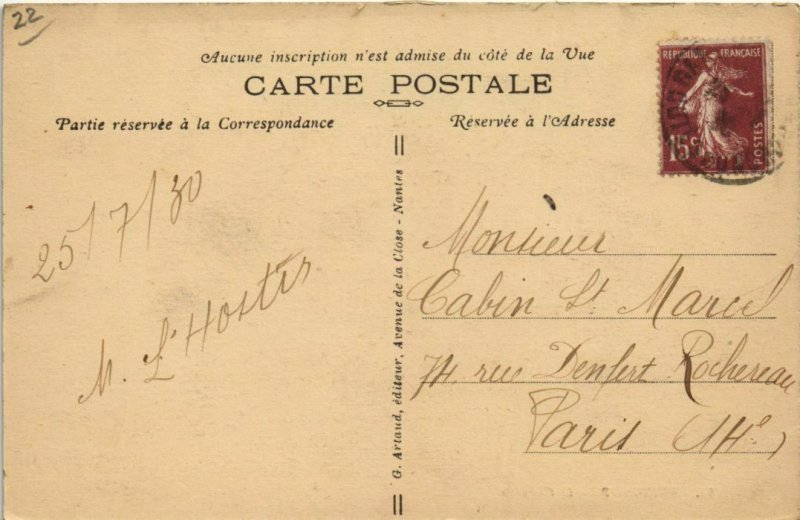 22
Aucune inscription n'est admise du côté de la Vue
CARTE POSTALE
Partie réservée à la Correspondance
Réservée à l'Adresse
RÉPUBLIQUE FRANÇAISE
15c
POSTES
25/7/30
M. L'Hostis
G. Artaud, éditeur, Avenue de la Close - Nantes
Monsieur
Cabin St Marcel
74, rue Denfert Rochereau
Paris (14e)